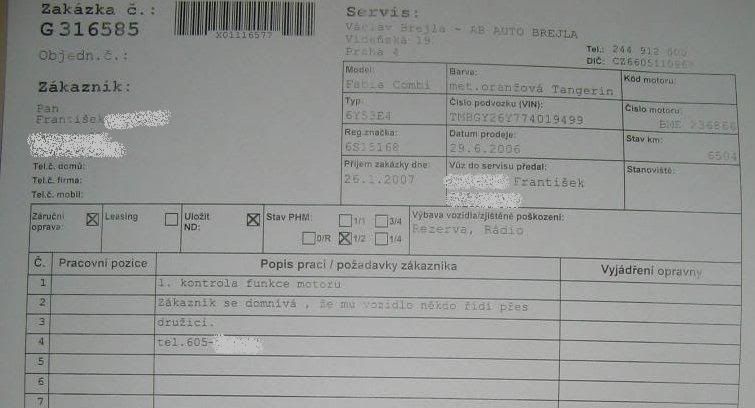 Zakázka č.:
G316585
X01116577
Objedn.č.:
Zákazník:
Pan
František
Tel.č. domů:
Tel.č. firma:
Tel.č. mobil:
Servis:
Václav Brejla - AB AUTO BREJLA
Vídeňská 19
Praha 4
Tel.: 244 912 600
DIČ:
Model: Barva: Kód motoru:
Fabia Combi met.oranžová Tangerin
Typ: Číslo podvozku (VIN): Číslo motoru:
6Y53E4 TMBGY26Y774019499 BME 236866
Reg.značka: Datum prodeje: Stav km:
6S15168 29.6.2006 6504
Příjem zakázky dne: Vůz do servisu předal: Stanoviště:
26.1.2007 František
Záruční oprava: Leasing Uložit ND: Stav PHM: 1/1 3/4 0/R 1/2 1/4
Výbava vozidla/zjištěné poškození:
Rezerva, Rádio
Č. Pracovní pozice Popis prací / požadavky zákazníka Vyjádření opravny
1 1. kontrola funkce motoru
2 Zákazník se domnívá , že mu vozidlo někdo řídí přes
3 družici.
4 tel.605-
5
6
7